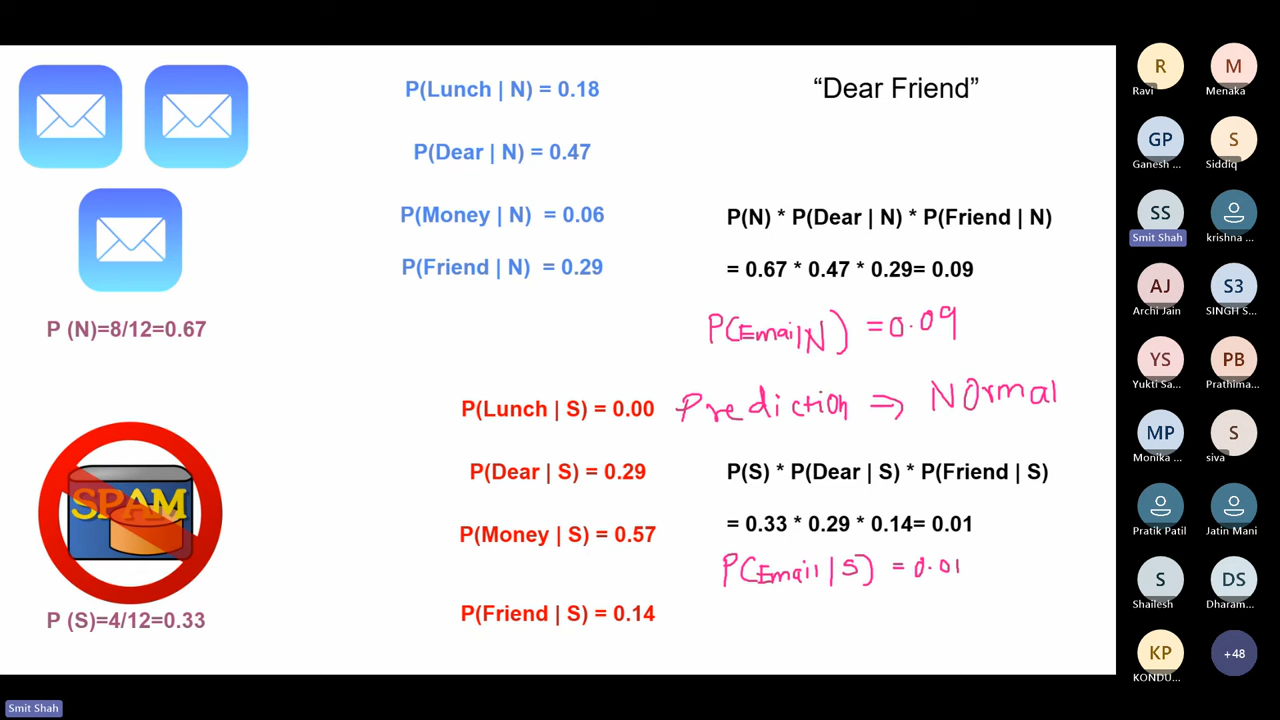 P(Lunch | N) = 0.18
P(Dear | N) = 0.47
P(Money | N) = 0.06
P(Friend | N) = 0.29
P (N)=8/12=0.67
“Dear Friend”
P(N) * P(Dear | N) * P(Friend | N)
= 0.67 * 0.47 * 0.29= 0.09
P(Email|N) = 0.09
Prediction ⇒ Normal
SPAM
P (S)=4/12=0.33
P(Lunch | S) = 0.00
P(Dear | S) = 0.29
P(Money | S) = 0.57
P(Friend | S) = 0.14
P(S) * P(Dear | S) * P(Friend | S)
= 0.33 * 0.29 * 0.14= 0.01
P(Email | S) = 0.01
R
Ravi
M
Menaka
GP
Ganesh ...
S
Siddiq
SS
Smit Shah
krishna ...
AJ
Archi Jain
S3
SINGH S...
YS
Yukti Sa...
PB
Prathima...
MP
Monika ...
S
siva
Pratik Patil
Jatin Mani
S
Shailesh
DS
Dharam...
KP
KONDU...
+48
Smit Shah